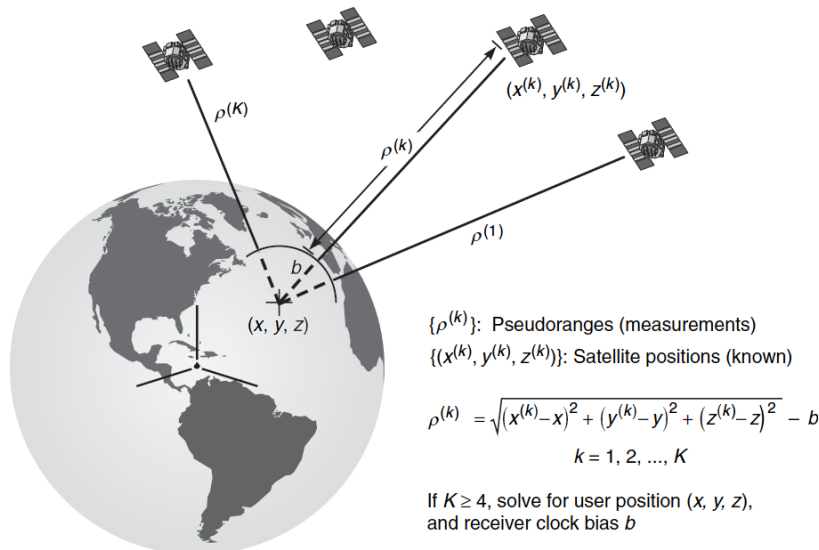 ρ⁽ᴷ⁾
(x⁽ᵏ⁾, y⁽ᵏ⁾, z⁽ᵏ⁾)
ρ⁽ᵏ⁾
ρ⁽¹⁾
b
(x, y, z)
{ρ⁽ᵏ⁾}: Pseudoranges (measurements)
{(x⁽ᵏ⁾, y⁽ᵏ⁾, z⁽ᵏ⁾)}: Satellite positions (known)
ρ⁽ᵏ⁾ = √(x⁽ᵏ⁾–x)² + (y⁽ᵏ⁾–y)² + (z⁽ᵏ⁾–z)² – b
k = 1, 2, ..., K
If K ≥ 4, solve for user position (x, y, z),
and receiver clock bias b